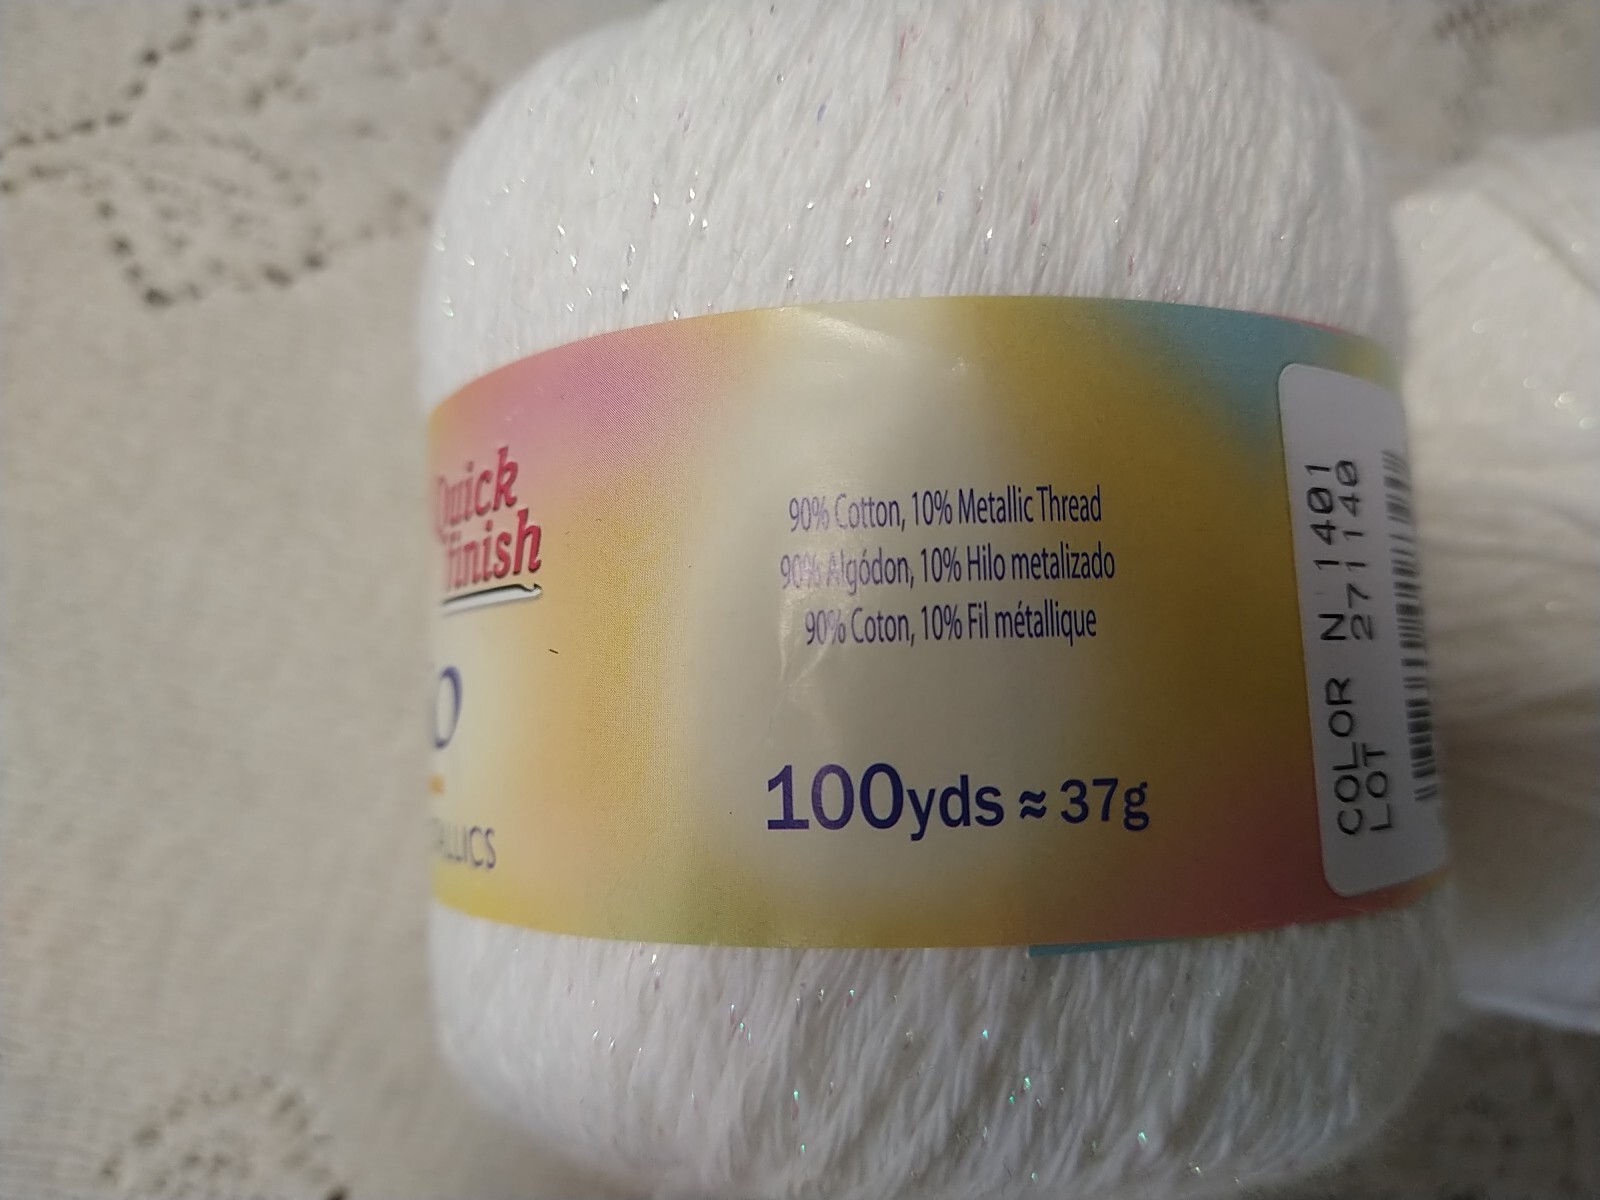 Quick
finish
90% Cotton, 10% Metallic Thread
90% Algódon, 10% Hilo metalizado
90% Coton, 10% Fil métallique
100yds ≈ 37g
COLOR N 1401
LOT 271140